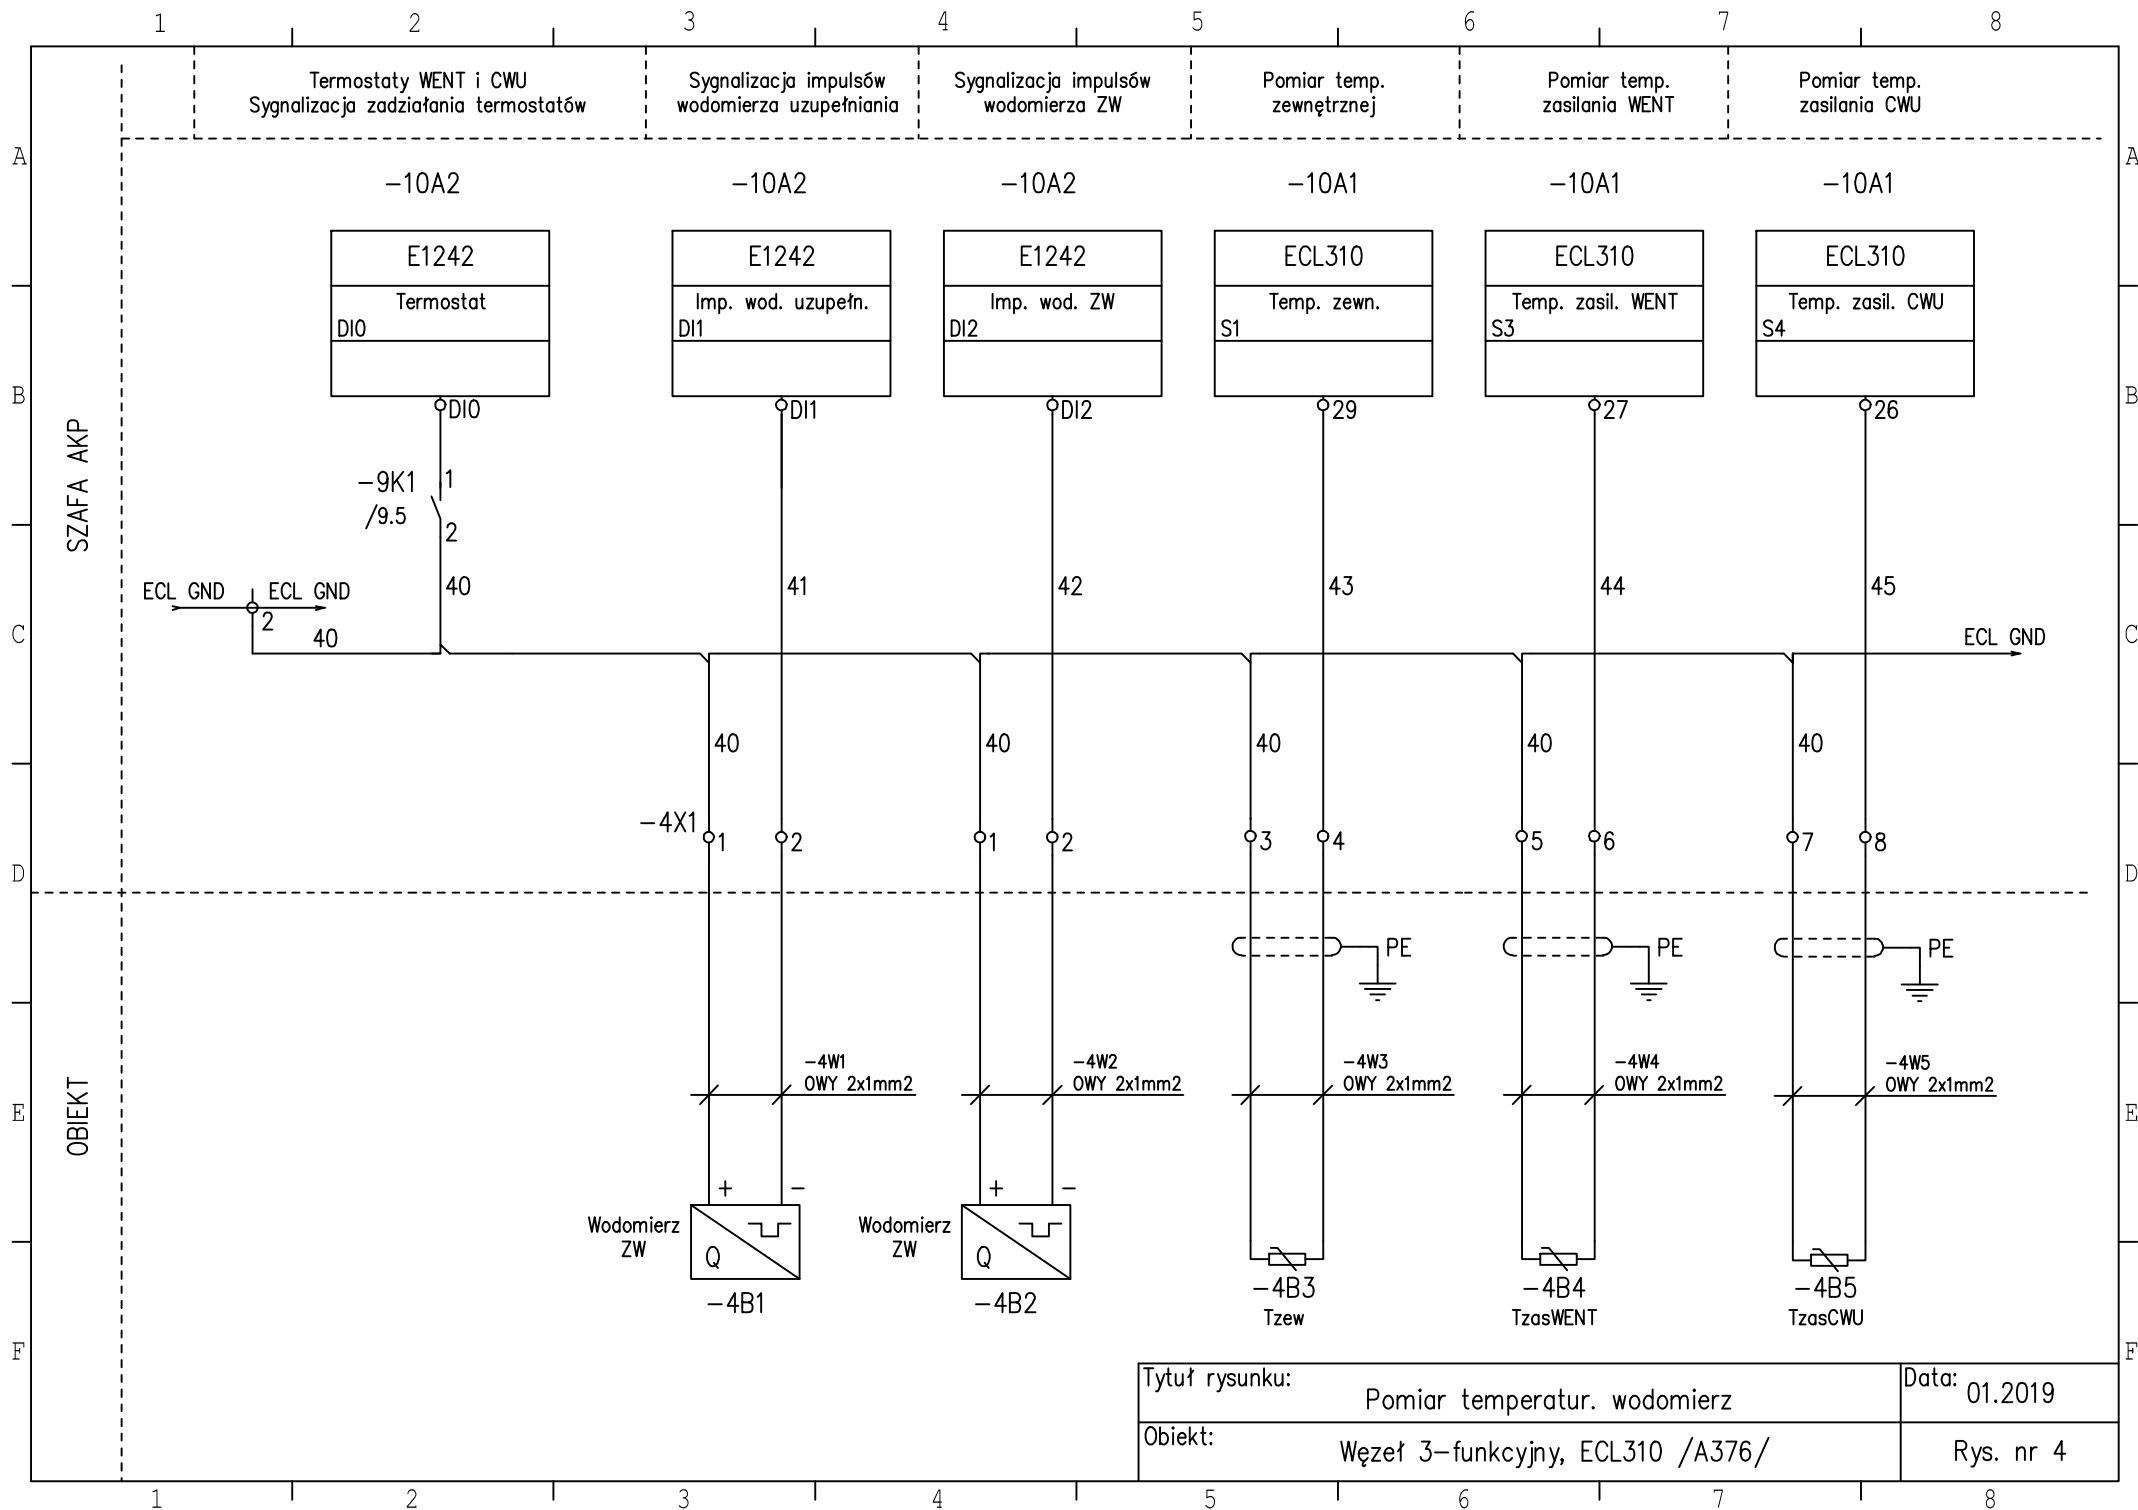 1 2 3 4 5 6 7 8
Termostaty WENT i CWU
Sygnalizacja zadziałania termostatów
Sygnalizacja impulsów
wodomierza uzupełniania
Sygnalizacja impulsów
wodomierza ZW
Pomiar temp.
zewnętrznej
Pomiar temp.
zasilania WENT
Pomiar temp.
zasilania CWU
A A
-10A2 -10A2 -10A2 -10A1 -10A1 -10A1
E1242 E1242 E1242 ECL310 ECL310 ECL310
Termostat Imp. wod. uzupełn. Imp. wod. ZW Temp. zewn. Temp. zasil. WENT Temp. zasil. CWU
DI0 DI1 DI2 S1 S3 S4
B B
DI0 DI1 DI2 29 27 26
SZAFA AKP
-9K1 1
/9.5
2
ECL GND ECL GND 40 41 42 43 44 45
2
40
C ECL GND C
40 40 40 40 40
-4X1
1 2 1 2 3 4 5 6 7 8
D D
PE PE PE
-4W1 -4W2 -4W3 -4W4 -4W5
OWY 2x1mm2 OWY 2x1mm2 OWY 2x1mm2 OWY 2x1mm2 OWY 2x1mm2
E E
OBIEKT
+ - + -
Wodomierz
ZW
Q
Wodomierz
ZW
Q
-4B1 -4B2 -4B3 -4B4 -4B5
Tzew TzasWENT TzasCWU
F F
Tytuł rysunku:
Pomiar temperatur. wodomierz
Data:
01.2019
Obiekt:
Węzeł 3-funkcyjny, ECL310 /A376/
Rys. nr 4
1 2 3 4 5 6 7 8